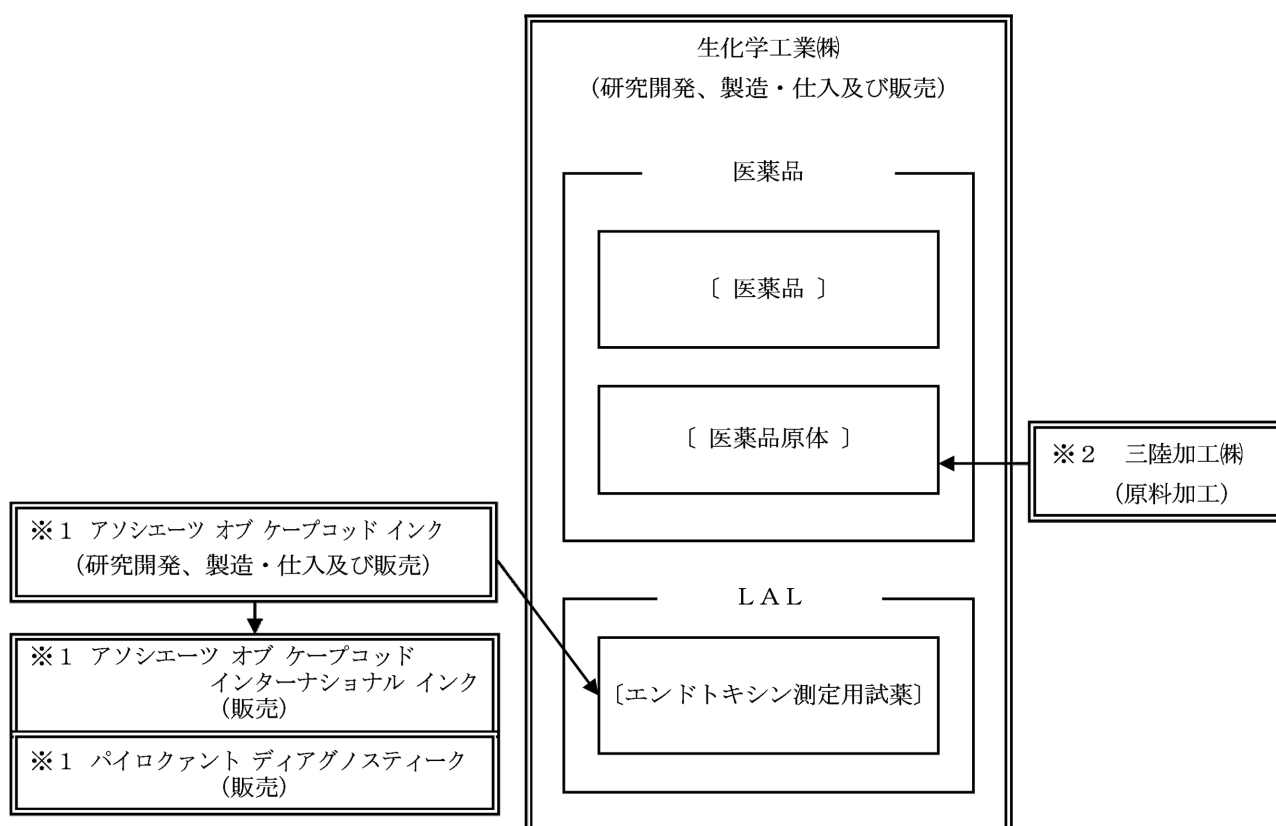 生化学工業㈱
(研究開発、製造・仕入及び販売)
医薬品
〔 医薬品 〕
〔 医薬品原体 〕
※2 三陸加工㈱
(原料加工)
※1 アソシエーツ オブ ケープコッド インク
(研究開発、製造・仕入及び販売)
LAL
〔エンドトキシン測定用試薬〕
※1 アソシエーツ オブ ケープコッド
インターナショナル インク
(販売)
※1 パイロクァント ディアグノスティーク
(販売)